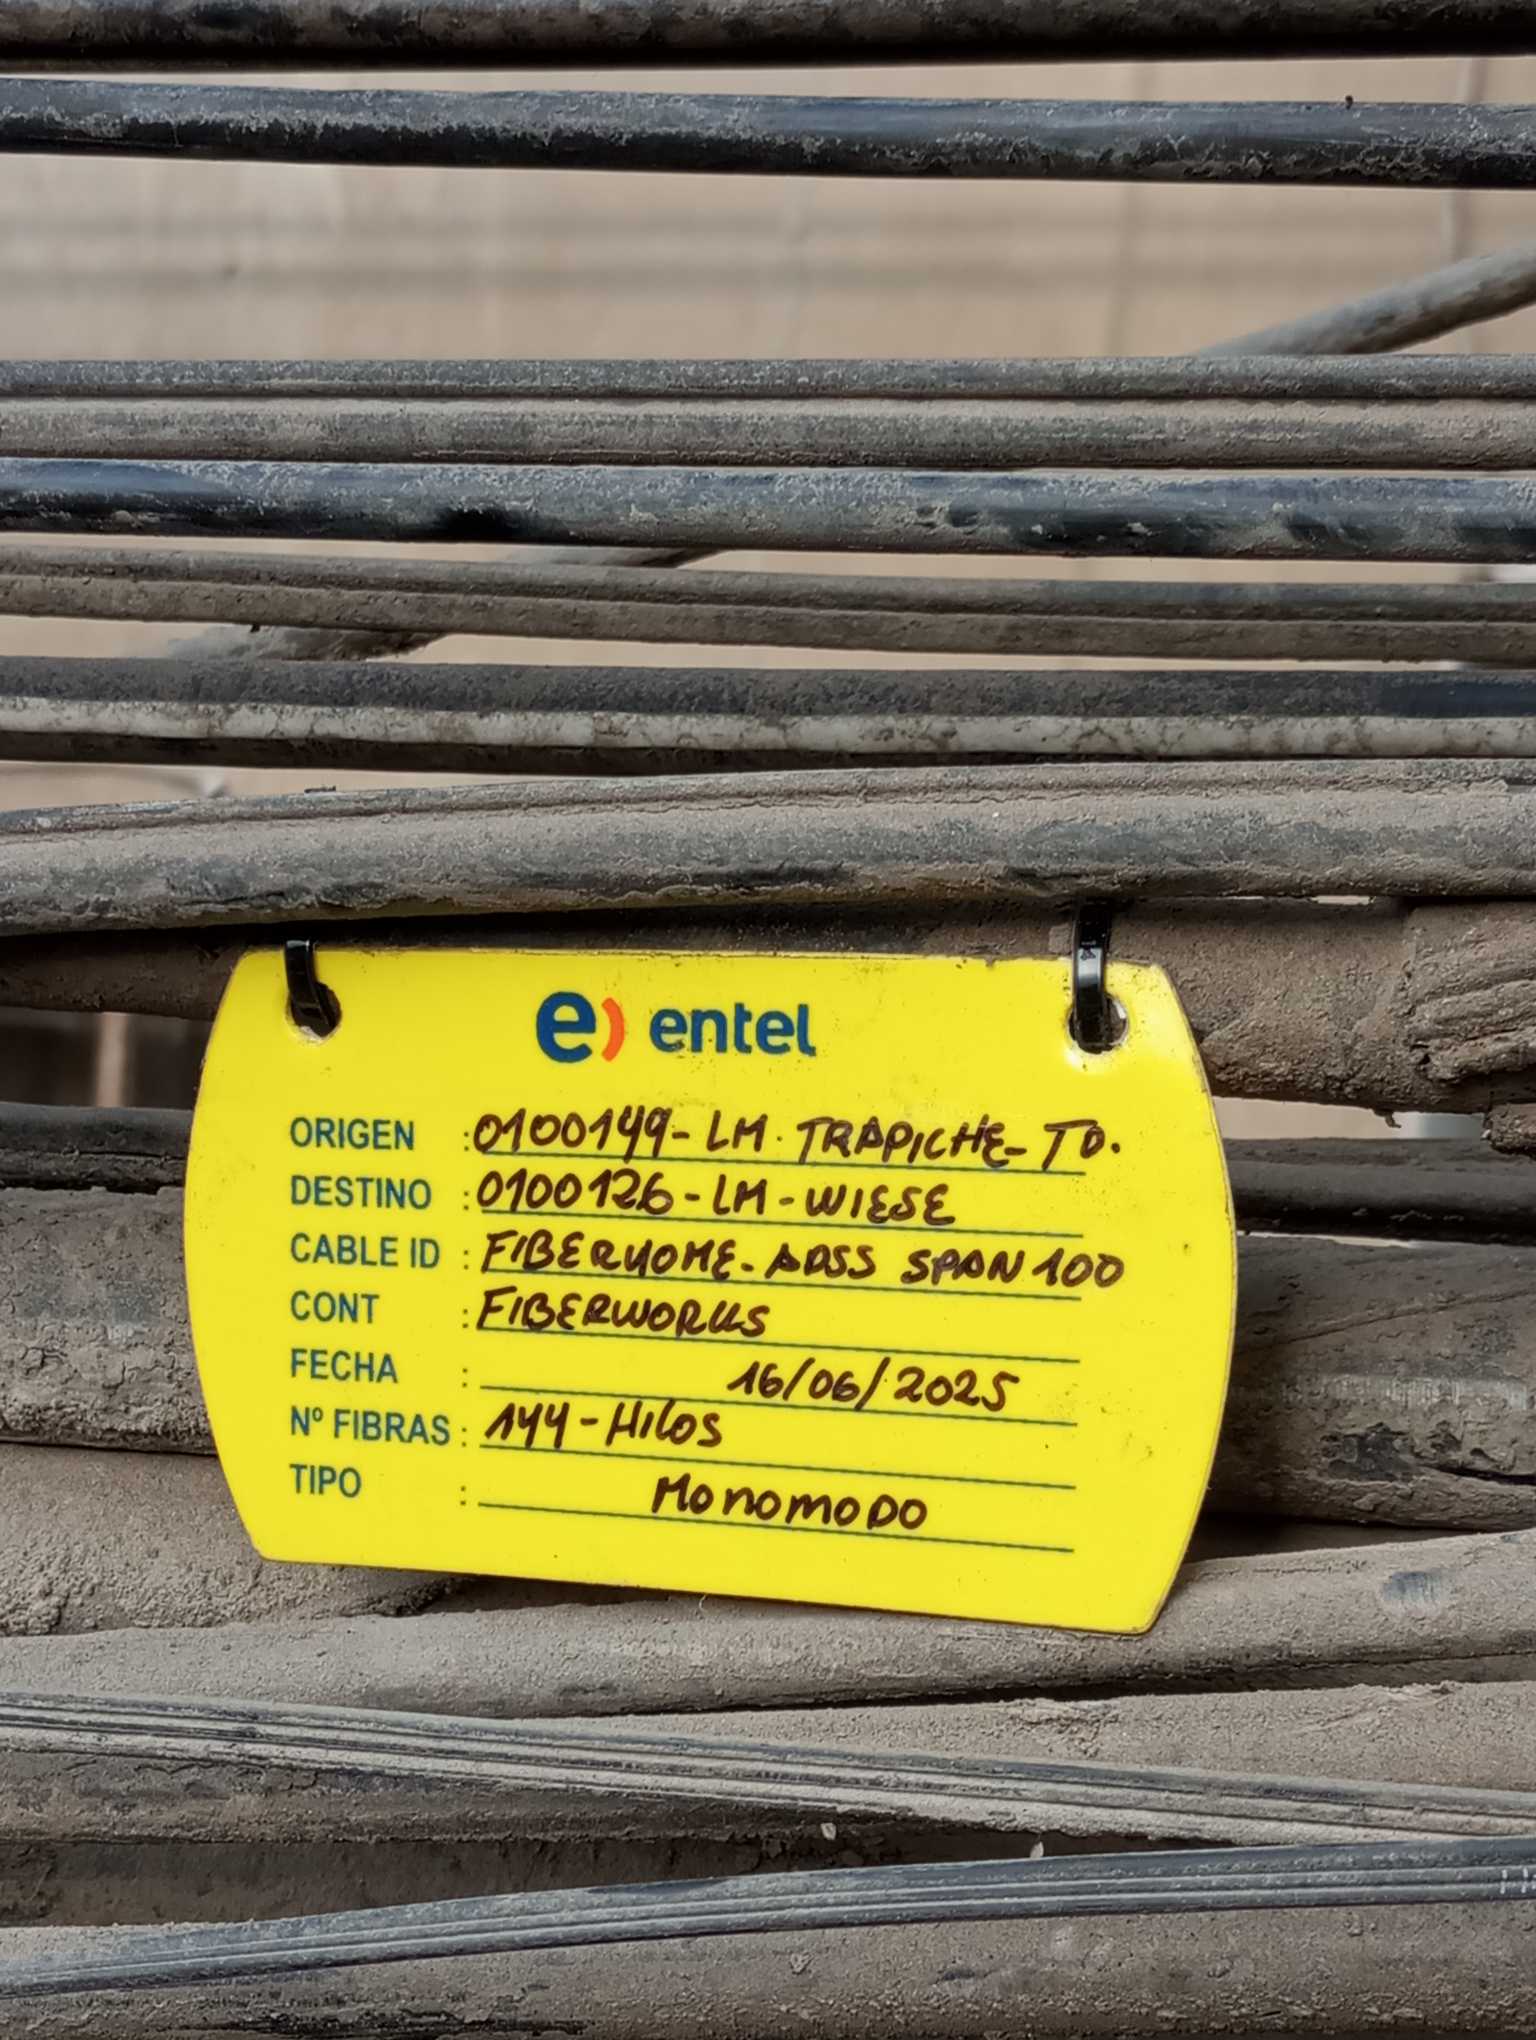 e) entel
ORIGEN : 0100149-LM. TRAPICHE-TD.
DESTINO : 0100126-LM-WIESE
CABLE ID : FIBERHOME-ADSS SPAN 100
CONT : FIBERWORKS
FECHA : 16/06/2025
Nº FIBRAS : 144-HILOS
TIPO : MONOMODO